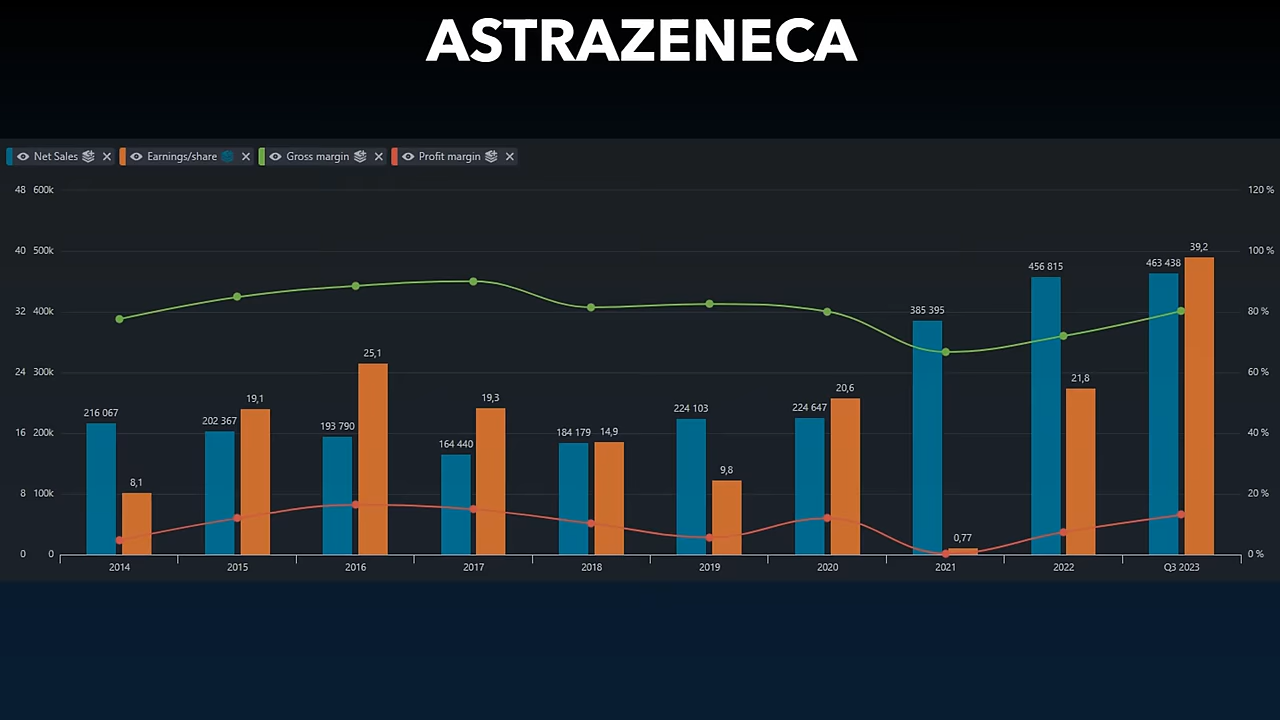 ASTRAZENECA
Net Sales Earnings/share Gross margin Profit margin
48 600k 120 %
40 500k 100 %
32 400k 80 %
24 300k 60 %
16 200k 40 %
8 100k 20 %
0 0 0 %
216 067 202 367 193 790 164 440 184 179 224 103 224 647 385 395 456 815 463 438
8,1 19,1 25,1 19,3 14,9 9,8 20,6 0,77 21,8 39,2
2014 2015 2016 2017 2018 2019 2020 2021 2022 Q3 2023